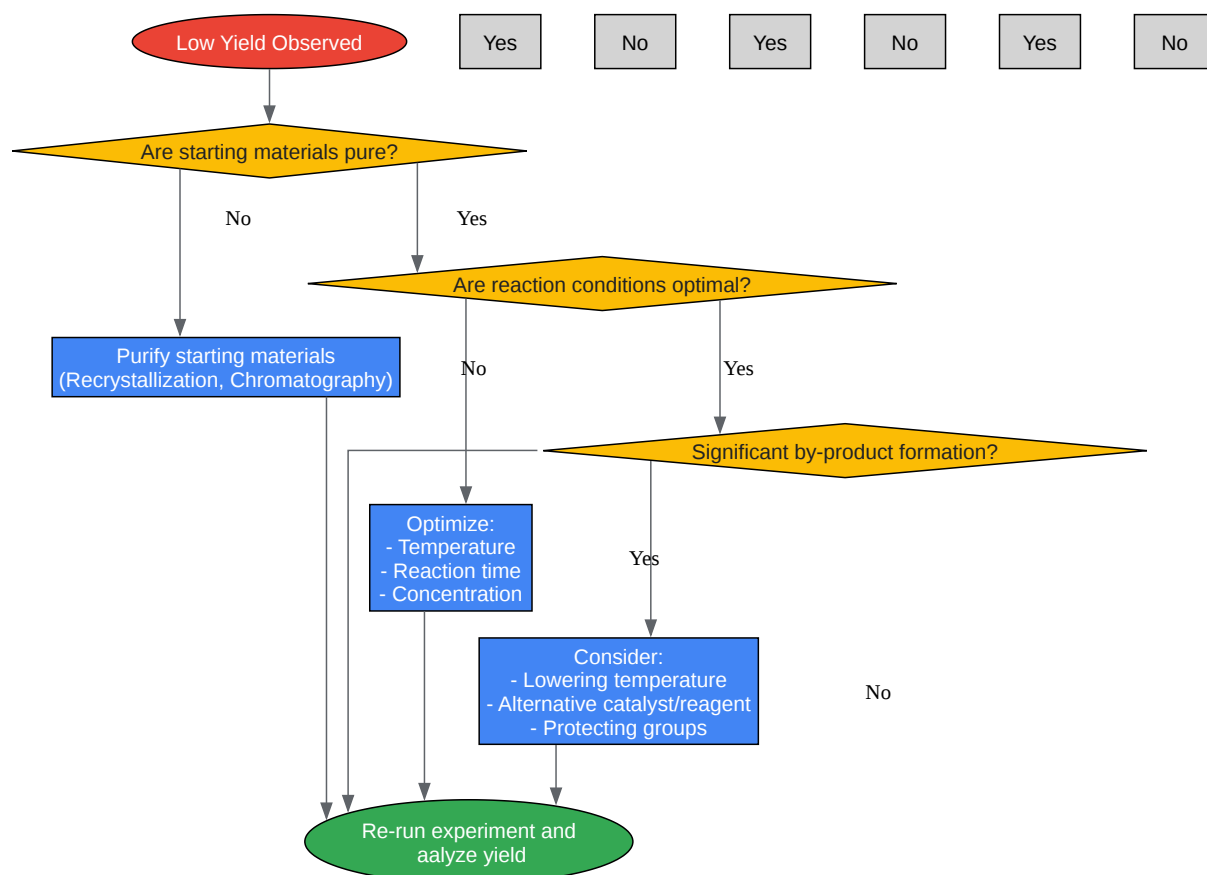 Low Yield Observed
Yes
No
Yes
No
Yes
No
Are starting materials pure?
No
Yes
Are reaction conditions optimal?
Purify starting materials
(Recrystallization, Chromatography)
No
Yes
Significant by-product formation?
Optimize:
- Temperature
- Reaction time
- Concentration
Yes
Consider:
- Lowering temperature
- Alternative catalyst/reagent
- Protecting groups
No
Re-run experiment and
aalyze yield